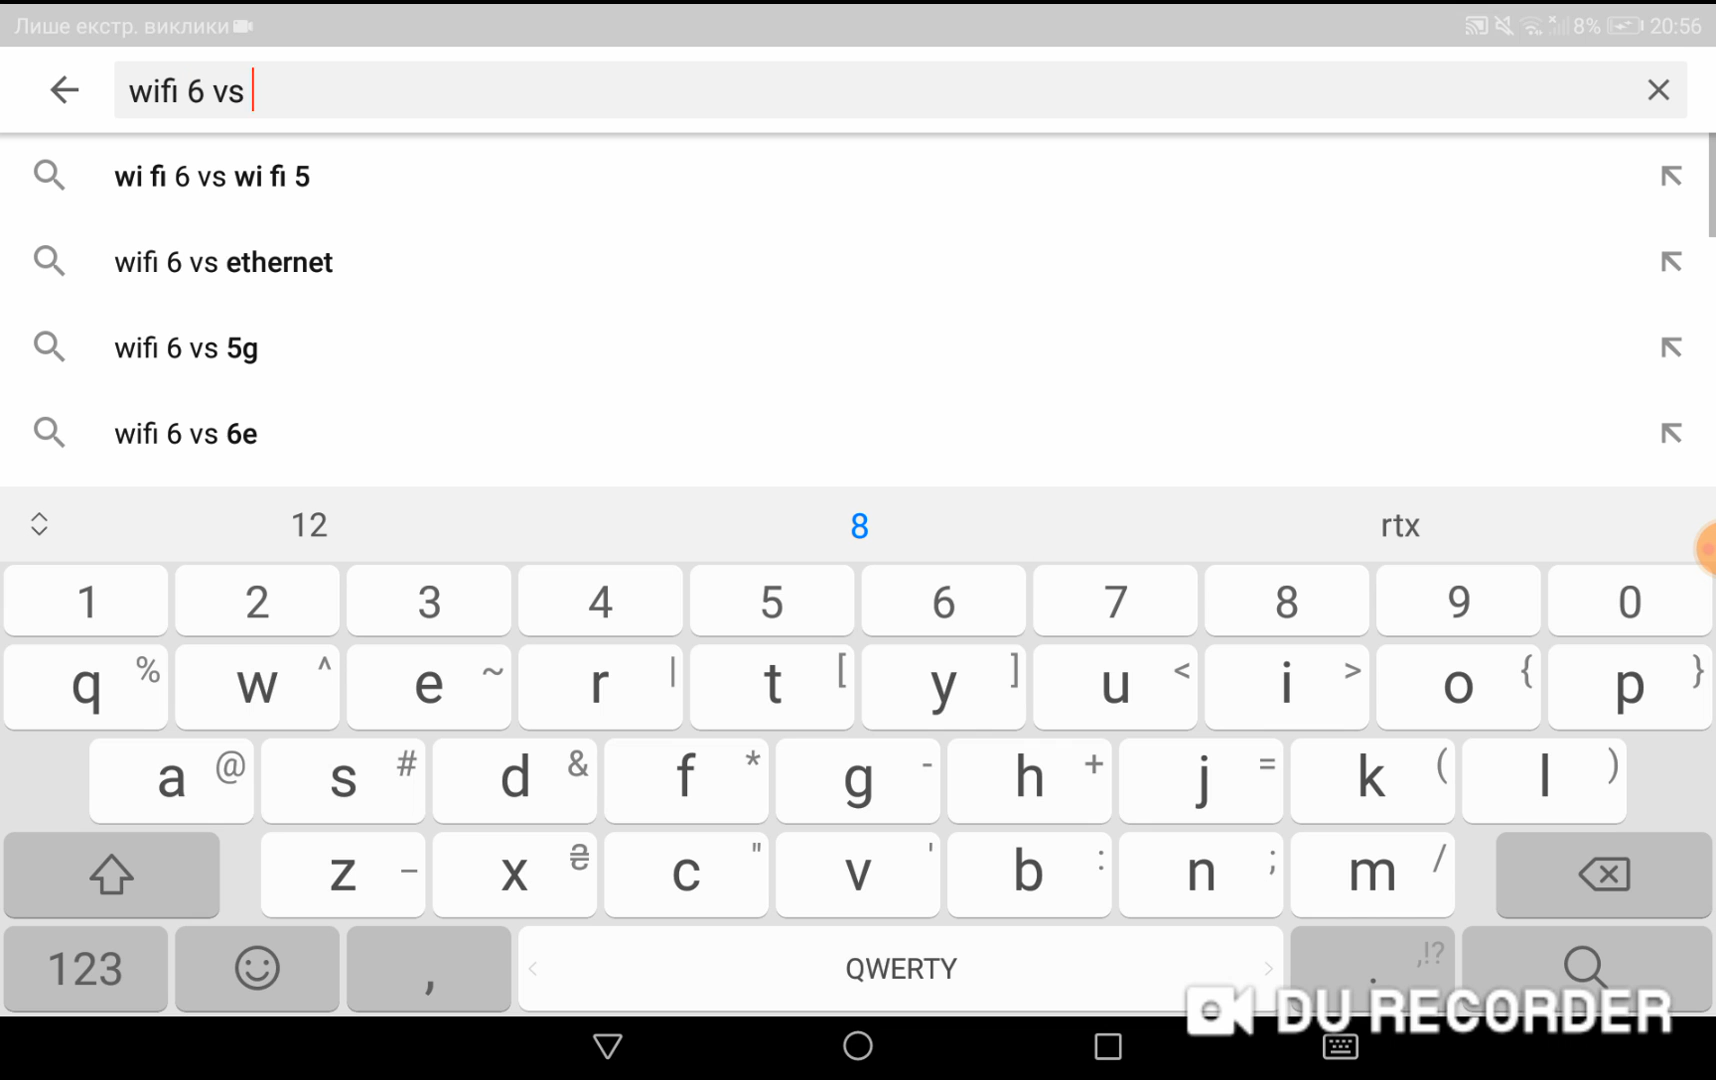 Лише екстр. виклики 8% 20:56
wifi 6 vs
wi fi 6 vs wi fi 5
wifi 6 vs ethernet
wifi 6 vs 5g
wifi 6 vs 6e
12 8 rtx
1 2 3 4 5 6 7 8 9 0
q % w ^ e ~ r | t [ y ] u < i > o { p }
a @ s # d & f * g - h + j = k ( l )
z _ x ₴ c " v ' b : n ; m /
123 , QWERTY . ,!?
DU RECORDER